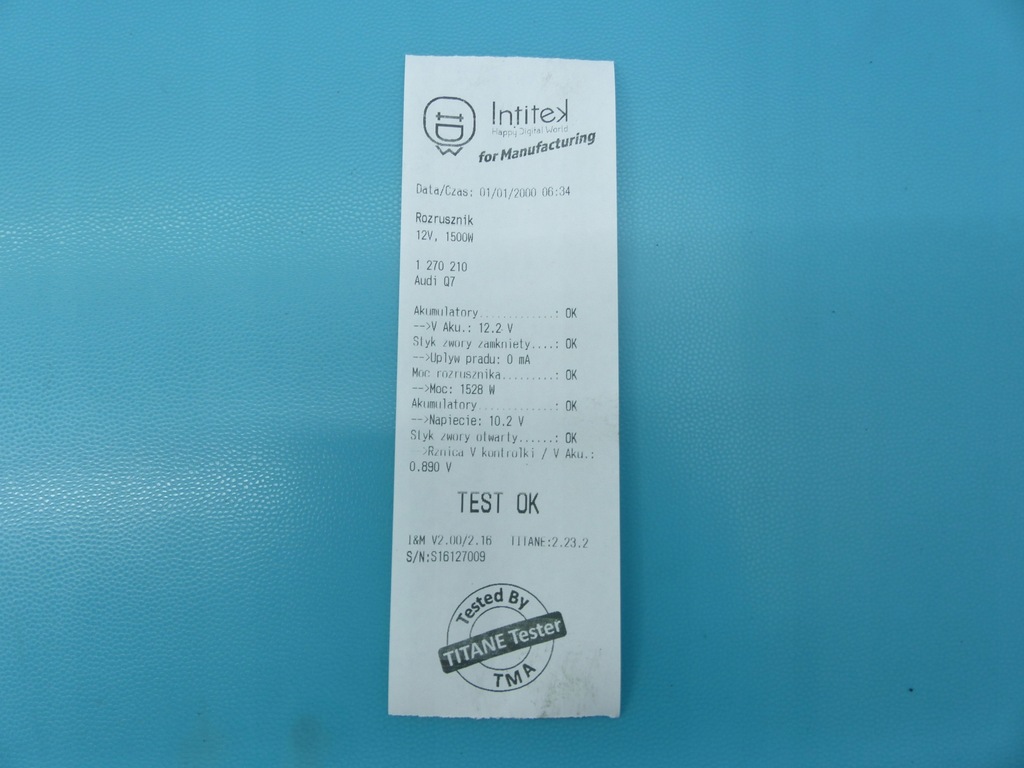 Intitek
Happy Digital World
for Manufacturing
Data/Czas: 01/01/2000 06:34
Rozrusznik
12V, 1500W
1 270 210
Audi Q7
Akumulatory............: OK
-->V Aku.: 12.2 V
Styk zwory zamkniety....: OK
-->Uplyw pradu: 0 mA
Moc rozrusznika.........: OK
-->Moc: 1528 W
Akumulatory............: OK
-->Napiecie: 10.2 V
Styk zwory otwarty......: OK
-->Rznica V kontrolki / V Aku.:
0.890 V
TEST OK
I&M V2.00/2.16 TITANE:2.23.2
S/N:S16127009
Tested By
TITANE Tester
TMA